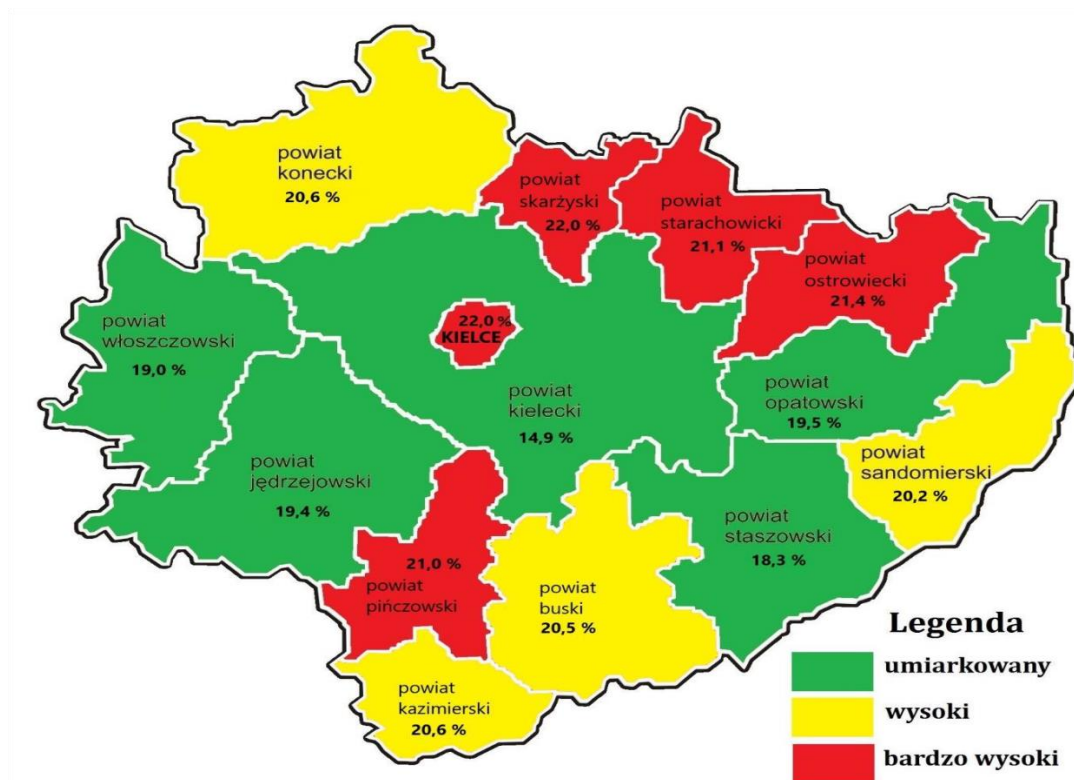 powiat
konecki
20,6 %
powiat
skarżyski
22,0 %
powiat
starachowicki
21,1 %
powiat
ostrowiecki
21,4 %
powiat
włoszczowski
19,0 %
22,0 %
KIELCE
powiat
kielecki
14,9 %
powiat
opatowski
19,5 %
powiat
jędrzejowski
19,4 %
powiat
sandomierski
20,2 %
powiat
staszowski
18,3 %
21,0 %
powiat
pińczowski
powiat
buski
20,5 %
powiat
kazimierski
20,6 %
Legenda
umiarkowany
wysoki
bardzo wysoki